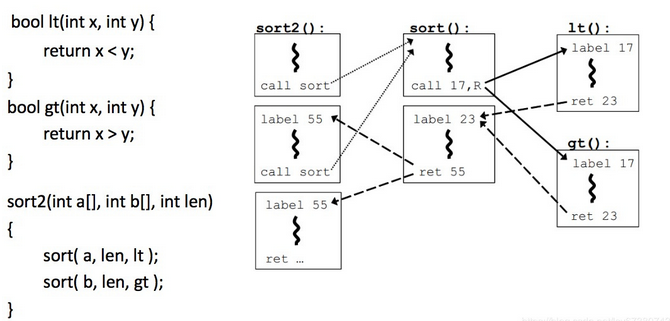 bool lt(int x, int y) {
return x < y;
}
bool gt(int x, int y) {
return x > y;
}
sort2(int a[], int b[], int len)
{
sort( a, len, lt );
sort( b, len, gt );
}
sort2():
call sort
label 55
call sort
label 55
ret …
sort():
call 17,R
label 23
ret 55
lt():
label 17
ret 23
gt():
label 17
ret 23